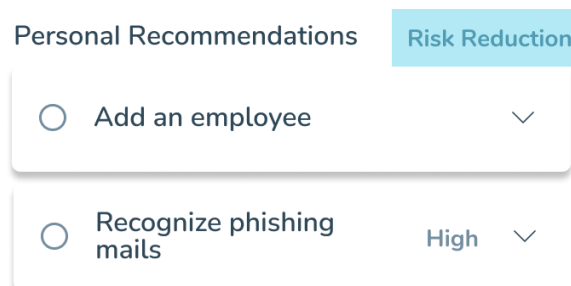 Personal Recommendations Risk Reduction
Add an employee
Recognize phishing
mails
High